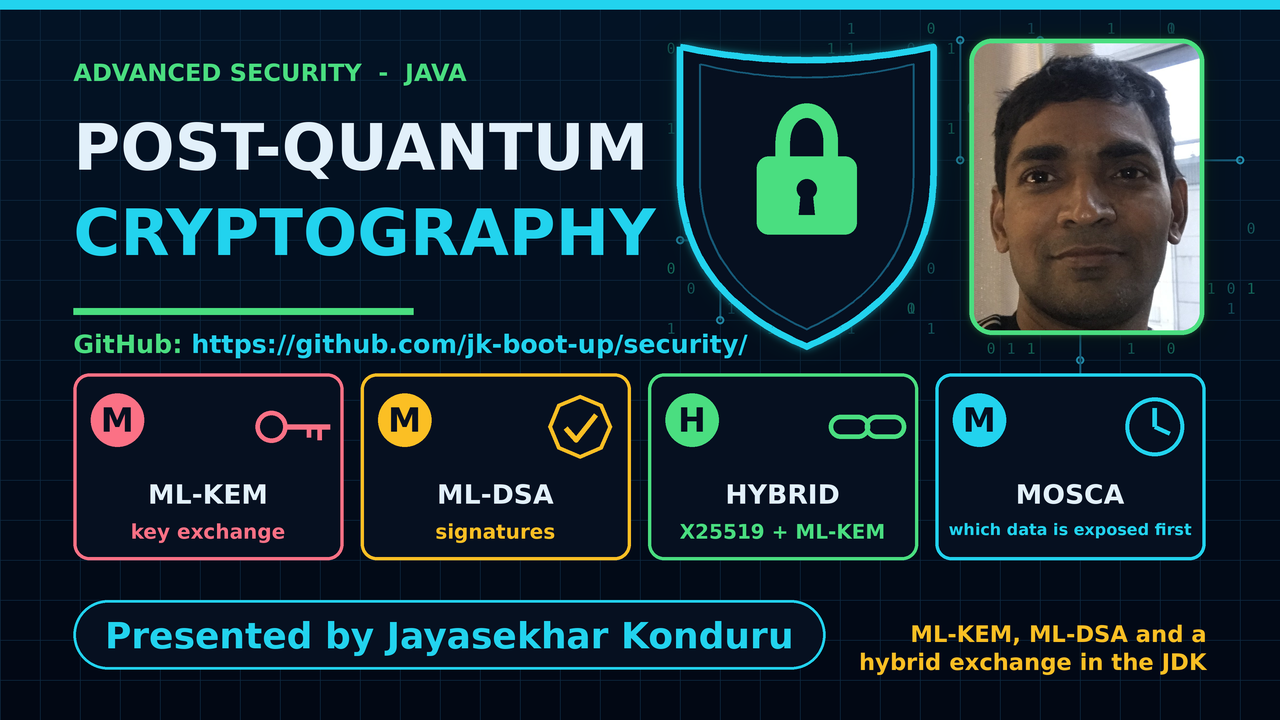 ADVANCED SECURITY - JAVA
POST-QUANTUM
CRYPTOGRAPHY
GitHub: https://github.com/jk-boot-up/security/
M
ML-KEM
key exchange
M
ML-DSA
signatures
H
HYBRID
X25519 + ML-KEM
M
MOSCA
which data is exposed first
Presented by Jayasekhar Konduru
ML-KEM, ML-DSA and a
hybrid exchange in the JDK